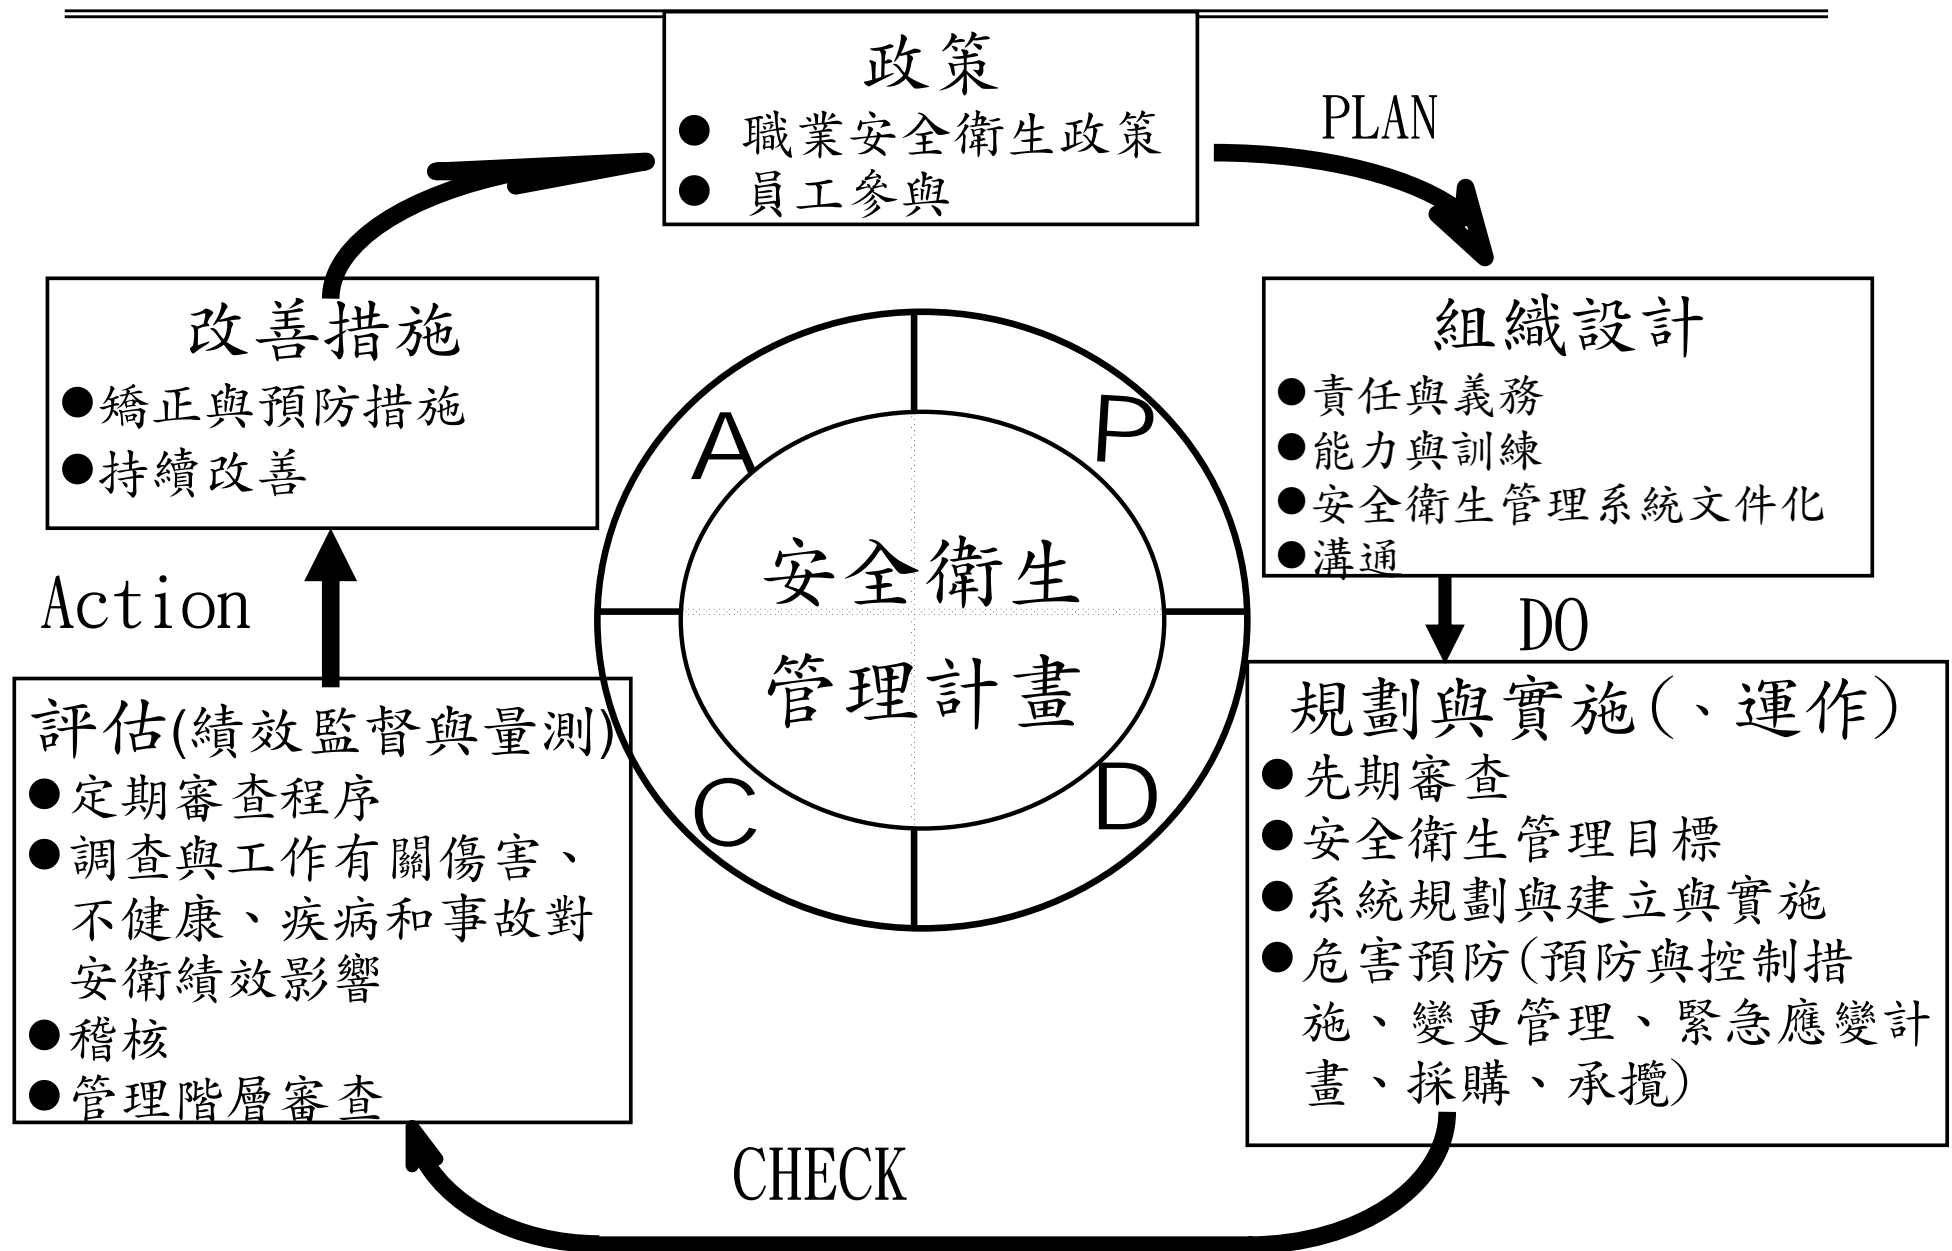 政策
● 職業安全衛生政策
● 員工參與
PLAN
改善措施
●矯正與預防措施
●持續改善
組織設計
●責任與義務
●能力與訓練
●安全衛生管理系統文件化
●溝通
A
P
安全衛生
管理計畫
C
D
Action
DO
評估(績效監督與量測)
●定期審查程序
●調查與工作有關傷害、
不健康、疾病和事故對
安衛績效影響
●稽核
●管理階層審查
規劃與實施(、運作)
●先期審查
●安全衛生管理目標
●系統規劃與建立與實施
●危害預防(預防與控制措
施、變更管理、緊急應變計
畫、採購、承攬)
CHECK